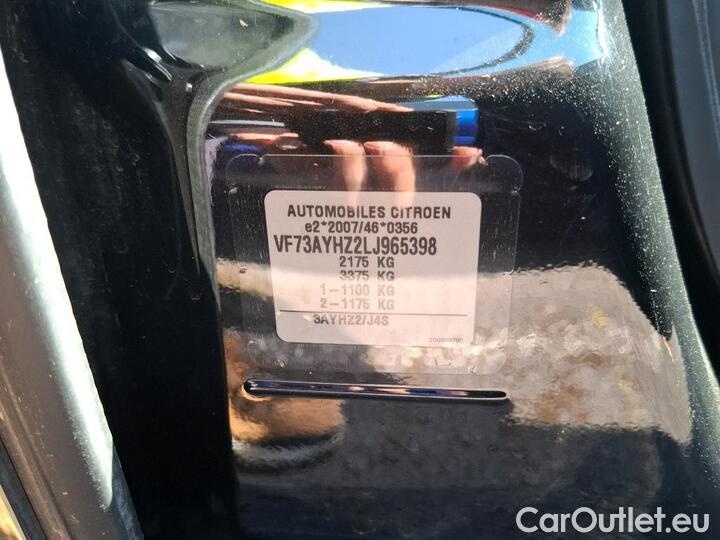 AUTOMOBILES CITROEN
e2*2007/46*0356
VF73AYHZ2LJ965398
2175 KG
3375 KG
1-1100 KG
2-1175 KG
3AYHZ2/J4S
CarOutlet.eu